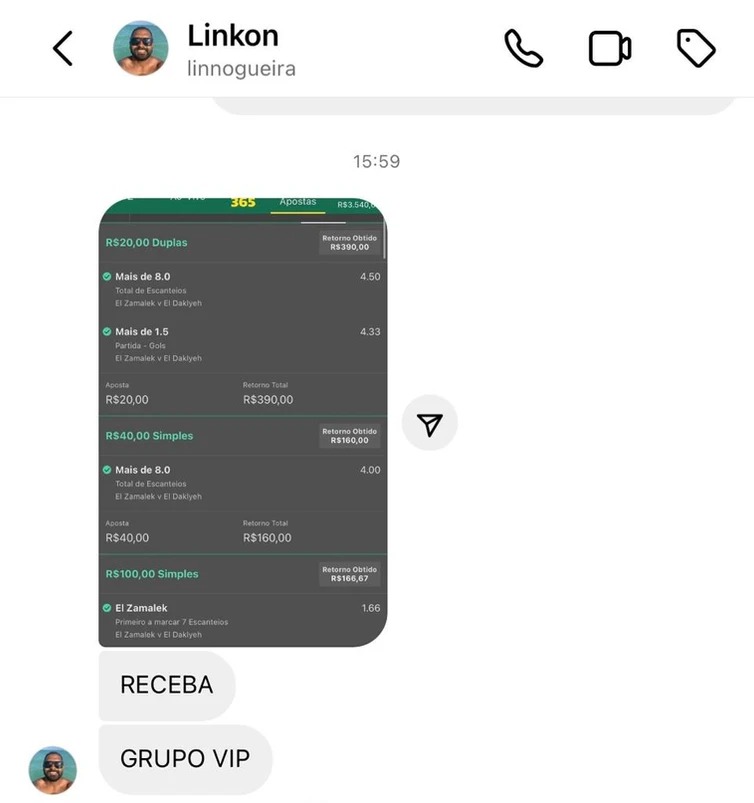 Linkon
linnogueira
15:59
365 Apostas R$3.540,
R$20,00 Duplas
Retorno Obtido
R$390,00
Mais de 8.0 4.50
Total de Escanteios
El Zamalek v El Daklyeh
Mais de 1.5 4.33
Partida - Gols
El Zamalek v El Daklyeh
Aposta Retorno Total
R$20,00 R$390,00
R$40,00 Simples
Retorno Obtido
R$160,00
Mais de 8.0 4.00
Total de Escanteios
El Zamalek v El Daklyeh
Aposta Retorno Total
R$40,00 R$160,00
R$100,00 Simples
Retorno Obtido
R$166,67
El Zamalek 1.66
Primeiro a marcar 7 Escanteios
El Zamalek v El Daklyeh
RECEBA
GRUPO VIP